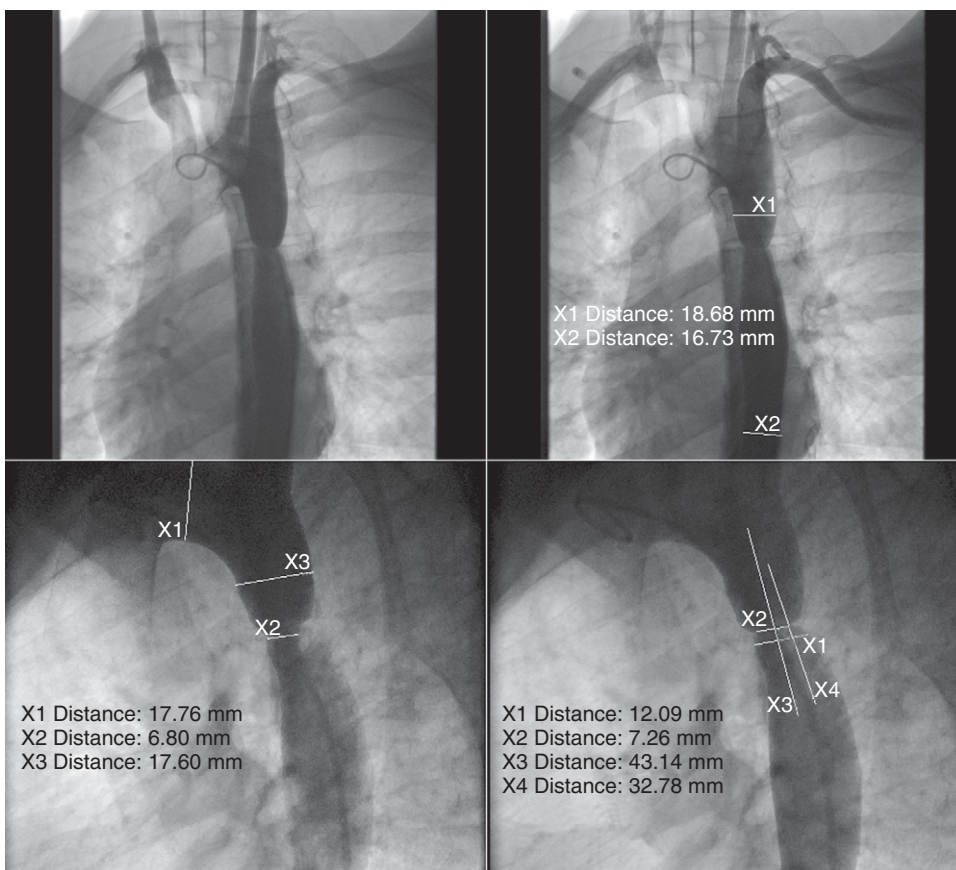 X1
X1 Distance: 18.68 mm
X2 Distance: 16.73 mm
X2
X1
X3
X2
X1 Distance: 17.76 mm
X2 Distance: 6.80 mm
X3 Distance: 17.60 mm
X2
X1
X4
X3
X1 Distance: 12.09 mm
X2 Distance: 7.26 mm
X3 Distance: 43.14 mm
X4 Distance: 32.78 mm